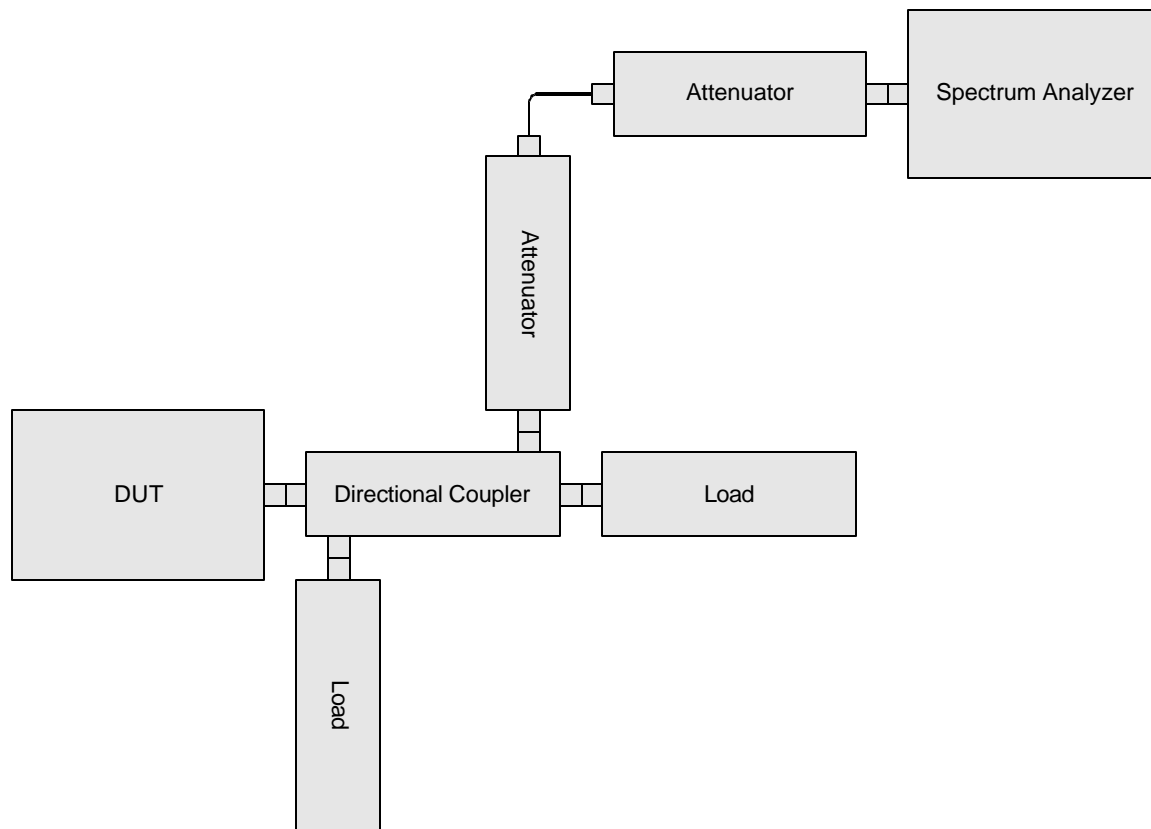 Attenuator
Spectrum Analyzer
Attenuator
DUT
Directional Coupler
Load
Load